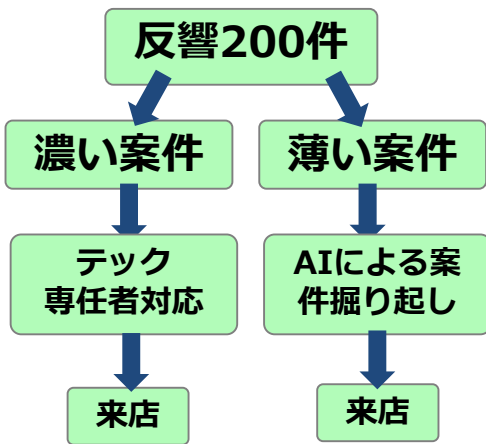 反響200件
濃い案件
薄い案件
テック
専任者対応
AIによる案
件掘り起し
来店
来店